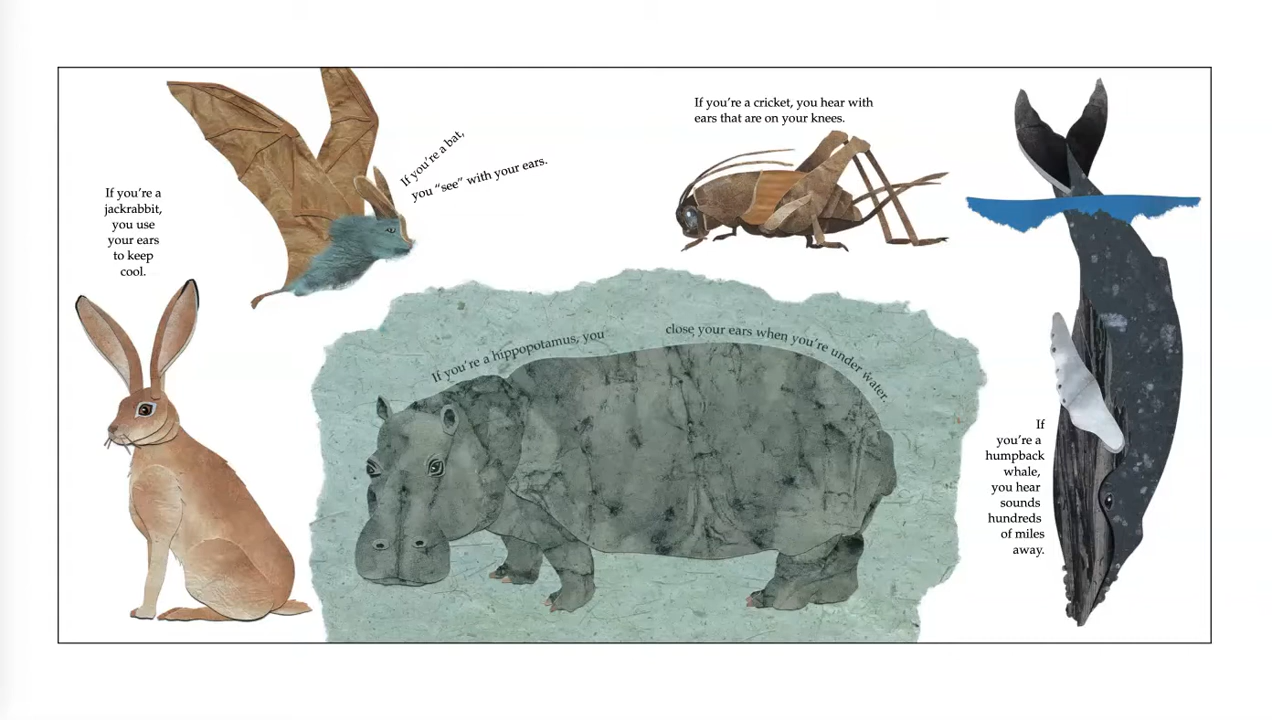 If you're a
jackrabbit,
you use
your ears
to keep
cool.
If you're a bat,
you "see" with your ears.
If you're a cricket, you hear with
ears that are on your knees.
If you're a hippopotamus, you
close your ears when you're under water.
If
you're a
humpback
whale,
you hear
sounds
hundreds
of miles
away.